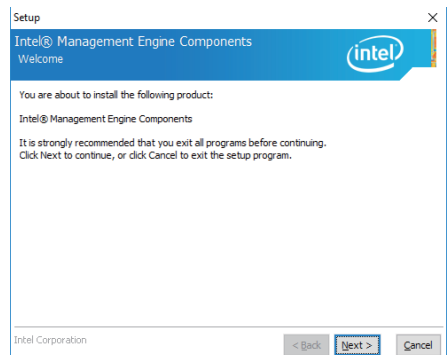 Setup
Intel® Management Engine Components
Welcome
intel
You are about to install the following product:
Intel® Management Engine Components
It is strongly recommended that you exit all programs before continuing.
Click Next to continue, or click Cancel to exit the setup program.
Intel Corporation
< Back
Next >
Cancel